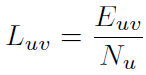 L_{uv} = \frac{E_{uv}}{N_u}